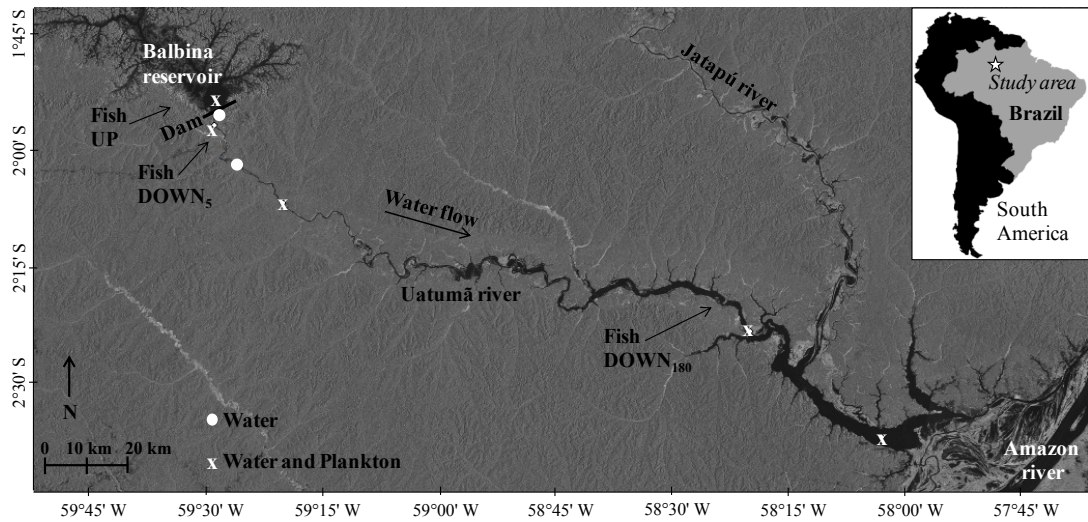 1°45' S
2°00' S
2°15' S
2°30' S
Balbina
reservoir
Fish
UP
Dam
Fish
DOWN5
Water flow
Uatumã river
Jatapú river
Fish
DOWN180
Amazon
river
N
0 10 km 20 km
Water
x Water and Plankton
x
x
x
x
x
Study area
Brazil
South
America
59°45' W 59°30' W 59°15' W 59°00' W 58°45' W 58°30' W 58°15' W 58°00' W 57°45' W